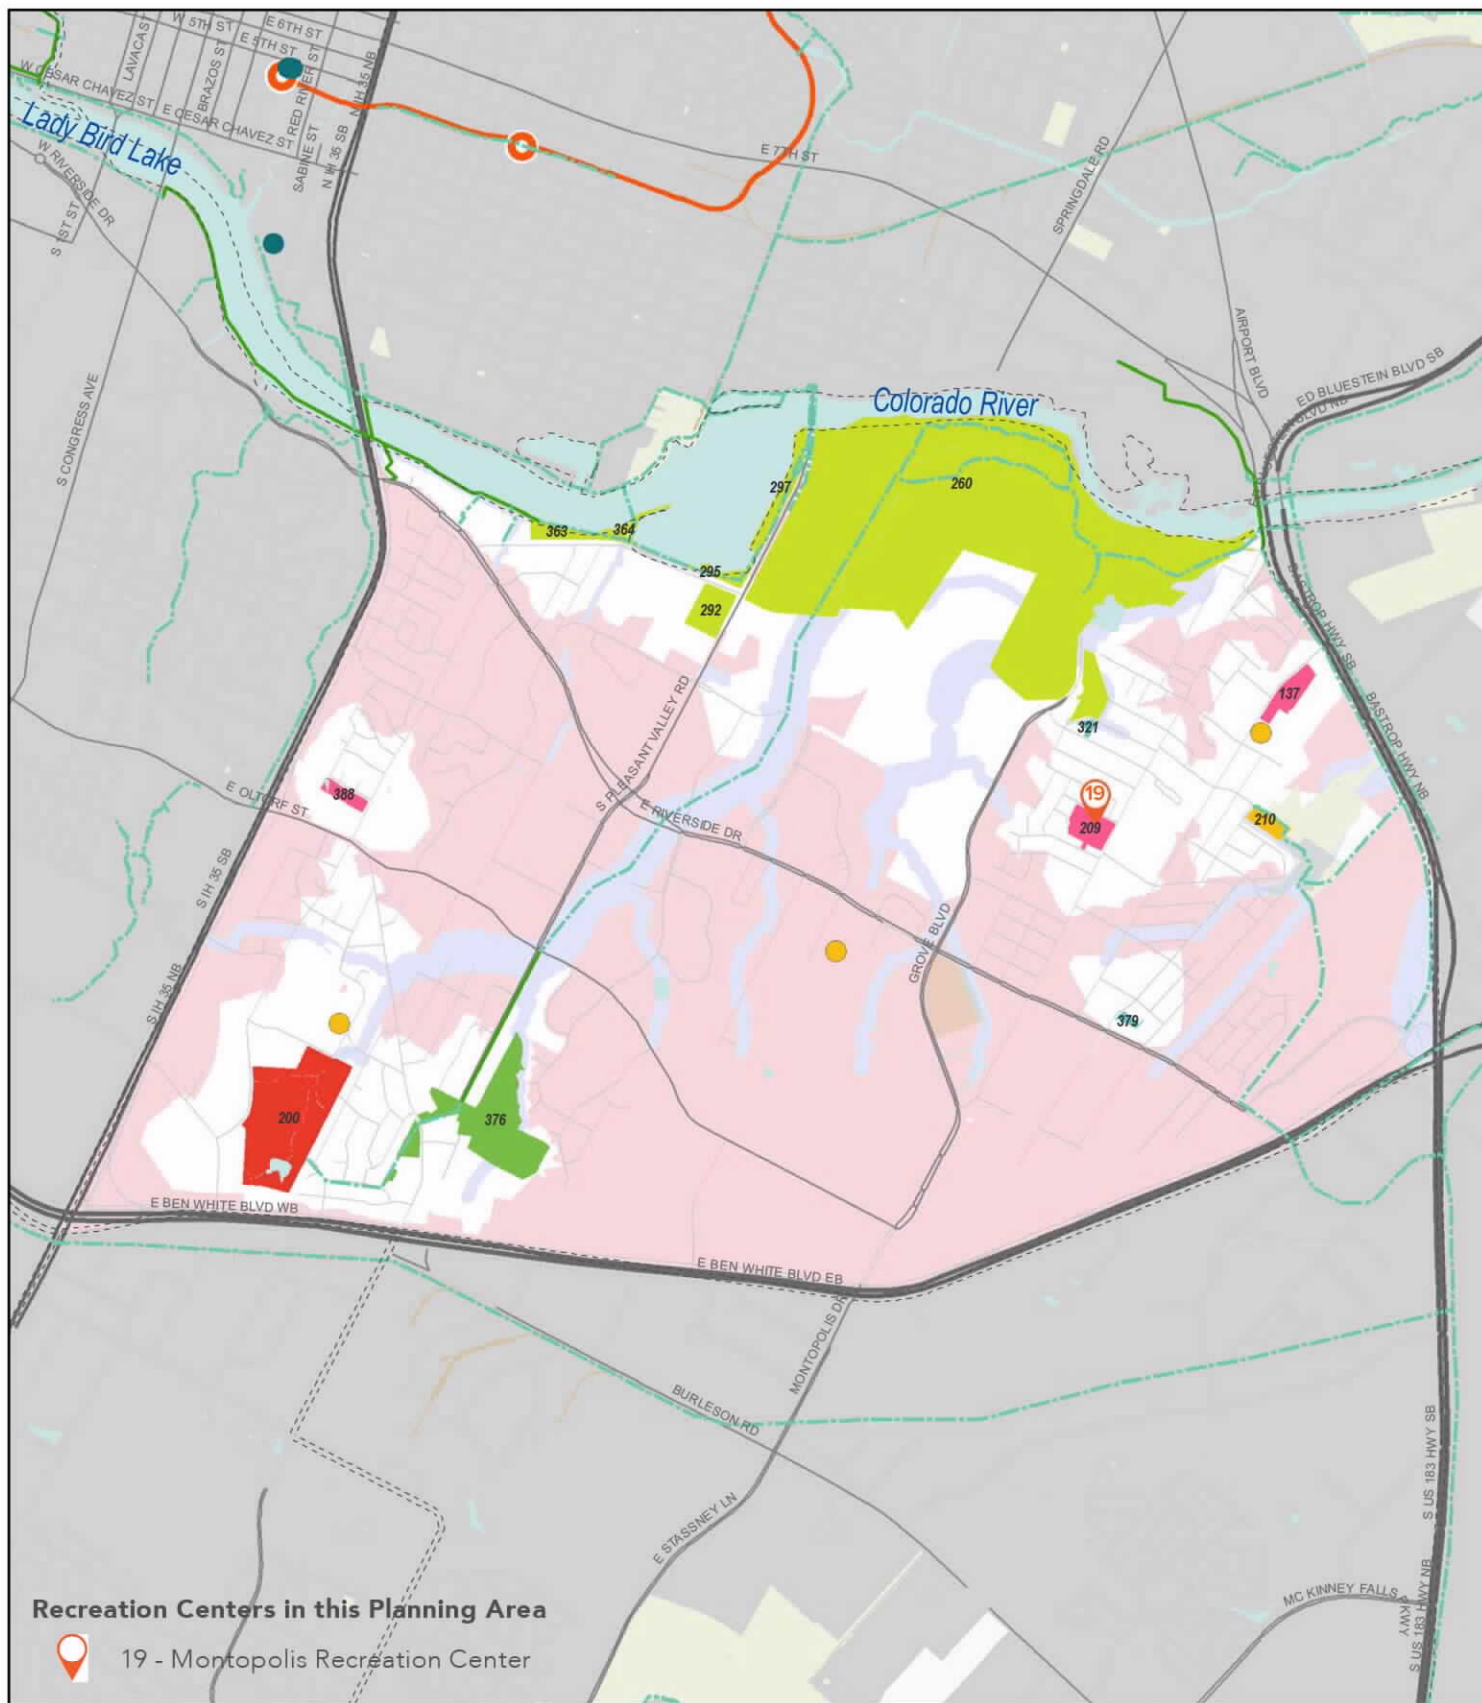 W 5TH ST
E 6TH ST
E 5TH ST
LAVACA ST
BRAZOS ST
RED RIVER ST
N IH 35 NB
W CESAR CHAVEZ ST
E CESAR CHAVEZ ST
SABINE ST
N IH 35 SB
Lady Bird Lake
W RIVERSIDE DR
S 1ST ST
E 7TH ST
SPRINGDALE RD
AIRPORT BLVD
ED BLUESTEIN BLVD SB
BLVD NB
S CONGRESS AVE
Colorado River
297
260
363
364
295
292
BASTROP HWY SB
137
BASTROP HWY NB
321
S PLEASANT VALLEY RD
388
E OLTORF ST
E RIVERSIDE DR
19
209
210
S IH 35 SB
GROVE BLVD
S IH 35 NB
379
200
376
E BEN WHITE BLVD WB
E BEN WHITE BLVD EB
MONTOPOLIS DR
BURLESON RD
E STASSNEY LN
S US 183 HWY SB
S US 183 HWY NB
MC KINNEY FALLS PKWY
Recreation Centers in this Planning Area
19 - Montopolis Recreation Center